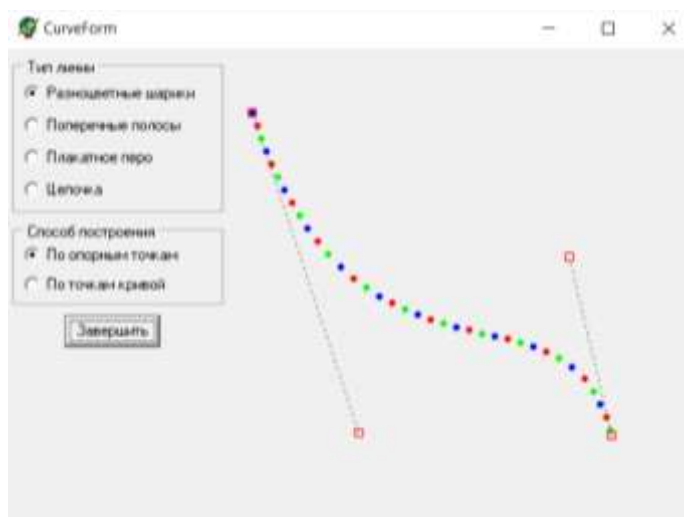 CurveForm
Тип линии
Разноцветные шарики
Поперечные полосы
Плакатное перо
Цепочка
Способ построения
По опорным точкам
По точкам кривой
Завершить